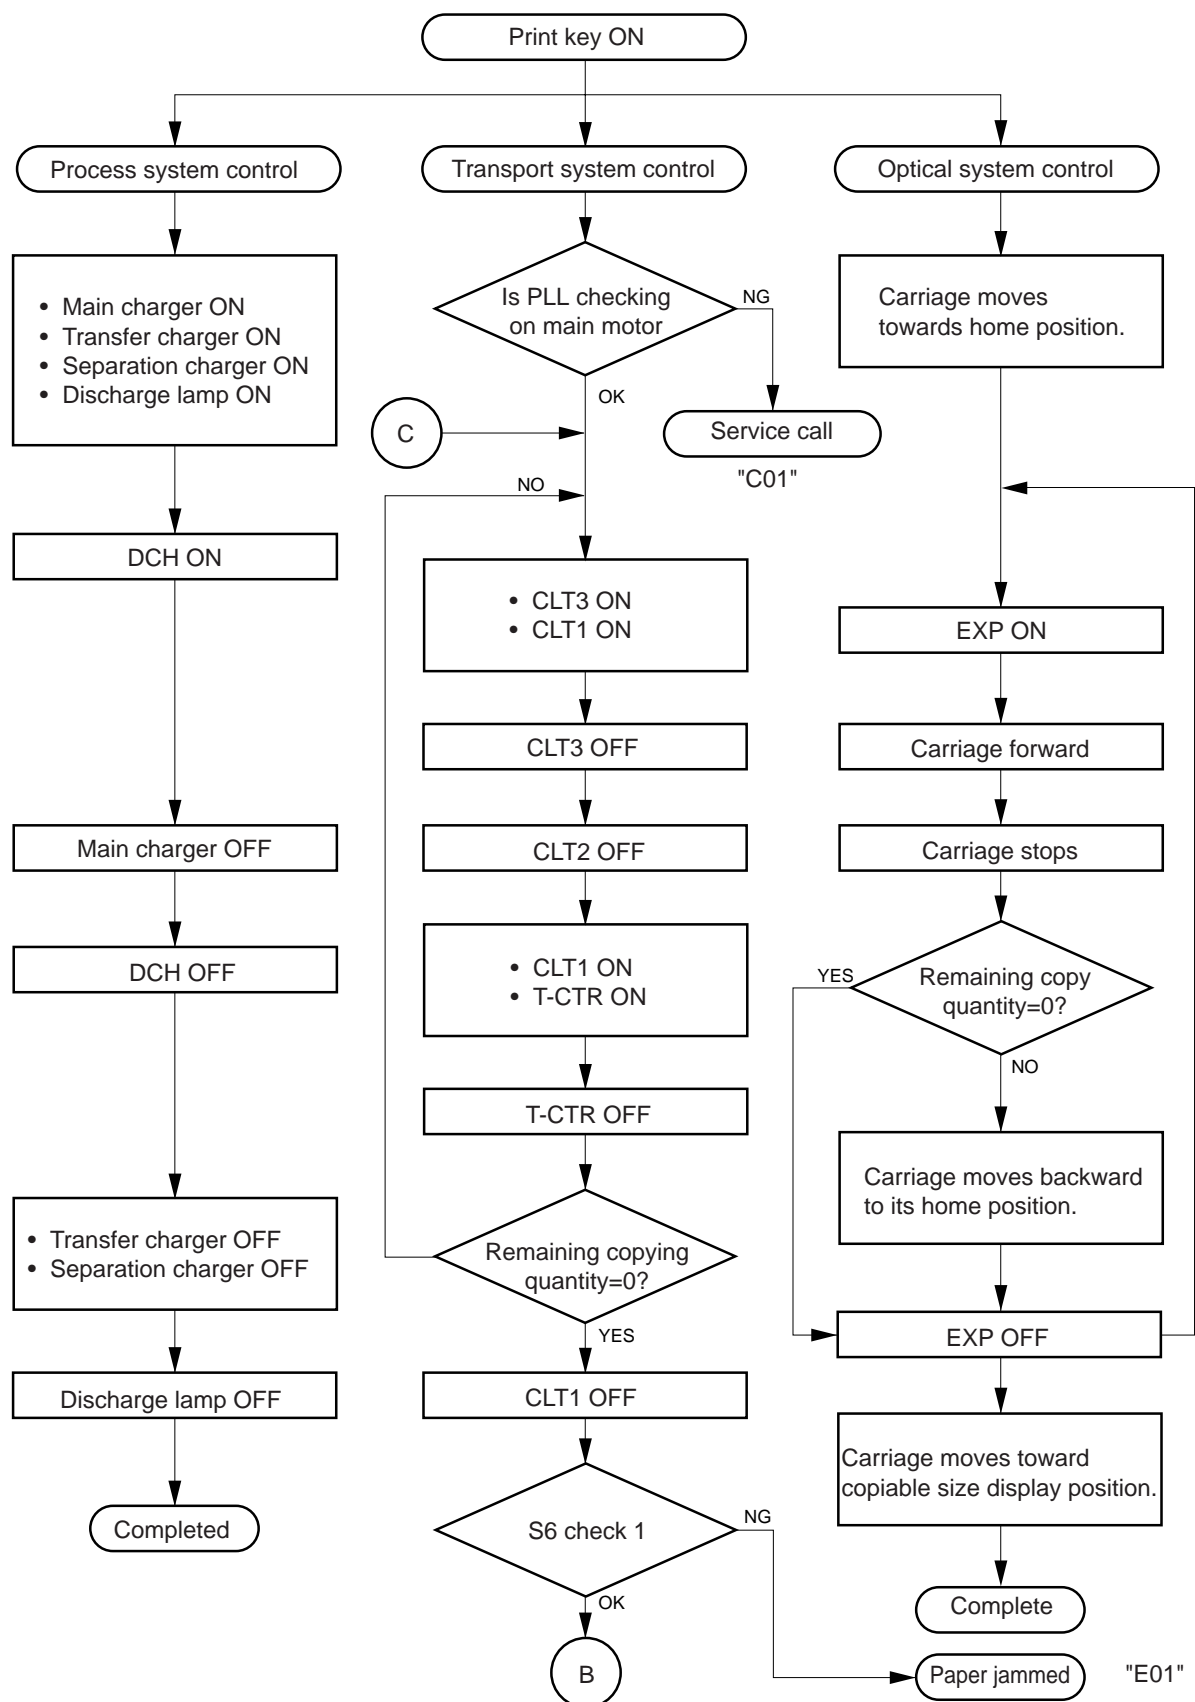 Print key ON
Process system control
• Main charger ON
• Transfer charger ON
• Separation charger ON
• Discharge lamp ON
DCH ON
Main charger OFF
DCH OFF
• Transfer charger OFF
• Separation charger OFF
Discharge lamp OFF
Completed
Transport system control
Is PLL checking
on main motor
NG
OK
Service call
"C01"
C
NO
• CLT3 ON
• CLT1 ON
CLT3 OFF
CLT2 OFF
• CLT1 ON
• T-CTR ON
T-CTR OFF
Remaining copying
quantity=0?
YES
CLT1 OFF
S6 check 1
NG
OK
B
Paper jammed
"E01"
Optical system control
Carriage moves
towards home position.
EXP ON
Carriage forward
Carriage stops
Remaining copy
quantity=0?
YES
NO
Carriage moves backward
to its home position.
EXP OFF
Carriage moves toward
copiable size display position.
Complete